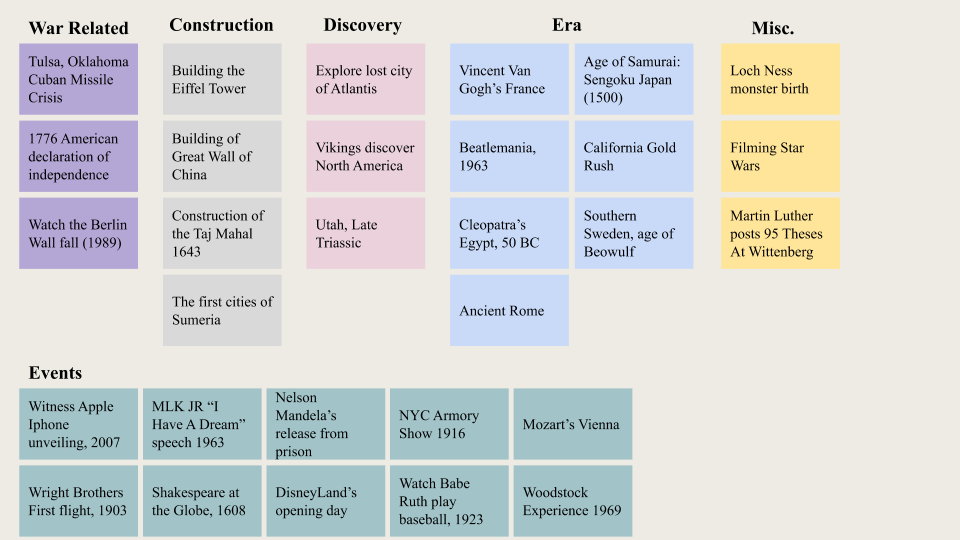 War Related
Tulsa, Oklahoma
Cuban Missile
Crisis
1776 American
declaration of
independence
Watch the Berlin
Wall fall (1989)
Construction
Building the
Eiffel Tower
Building of
Great Wall of
China
Construction of
the Taj Mahal
1643
The first cities of
Sumeria
Discovery
Explore lost city
of Atlantis
Vikings discover
North America
Utah, Late
Triassic
Era
Vincent Van
Gogh’s France
Age of Samurai:
Sengoku Japan
(1500)
Beatlemania,
1963
California Gold
Rush
Cleopatra’s
Egypt, 50 BC
Southern
Sweden, age of
Beowulf
Ancient Rome
Misc.
Loch Ness
monster birth
Filming Star
Wars
Martin Luther
posts 95 Theses
At Wittenberg
Events
Witness Apple
Iphone
unveiling, 2007
MLK JR “I
Have A Dream”
speech 1963
Nelson
Mandela’s
release from
prison
NYC Armory
Show 1916
Mozart’s Vienna
Wright Brothers
First flight, 1903
Shakespeare at
the Globe, 1608
DisneyLand’s
opening day
Watch Babe
Ruth play
baseball, 1923
Woodstock
Experience 1969